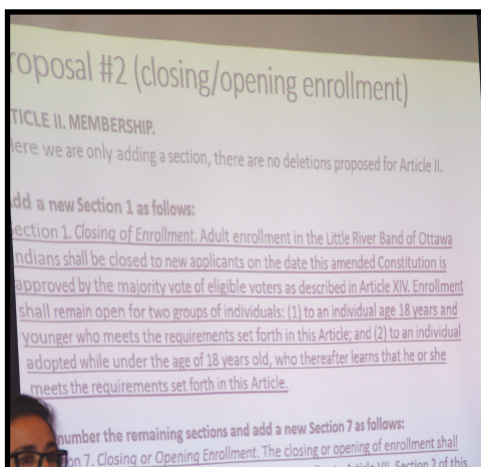 roposal #2 (closing/opening enrollment)
TICLE II. MEMBERSHIP.
ere we are only adding a section, there are no deletions proposed for Article II.
dd a new Section 1 as follows:
ection 1. Closing of Enrollment. Adult enrollment in the Little River Band of Ottawa
ndians shall be closed to new applicants on the date this amended Constitution is
approved by the majority vote of eligible voters as described in Article XIV. Enrollment
shall remain open for two groups of individuals: (1) to an individual age 18 years and
younger who meets the requirements set forth in this Article; and (2) to an individual
adopted while under the age of 18 years old, who thereafter learns that he or she
meets the requirements set forth in this Article.
number the remaining sections and add a new Section 7 as follows:
on 7. Closing or Opening Enrollment. The closing or opening of enrollment shall
Article VII, Section 2 of this